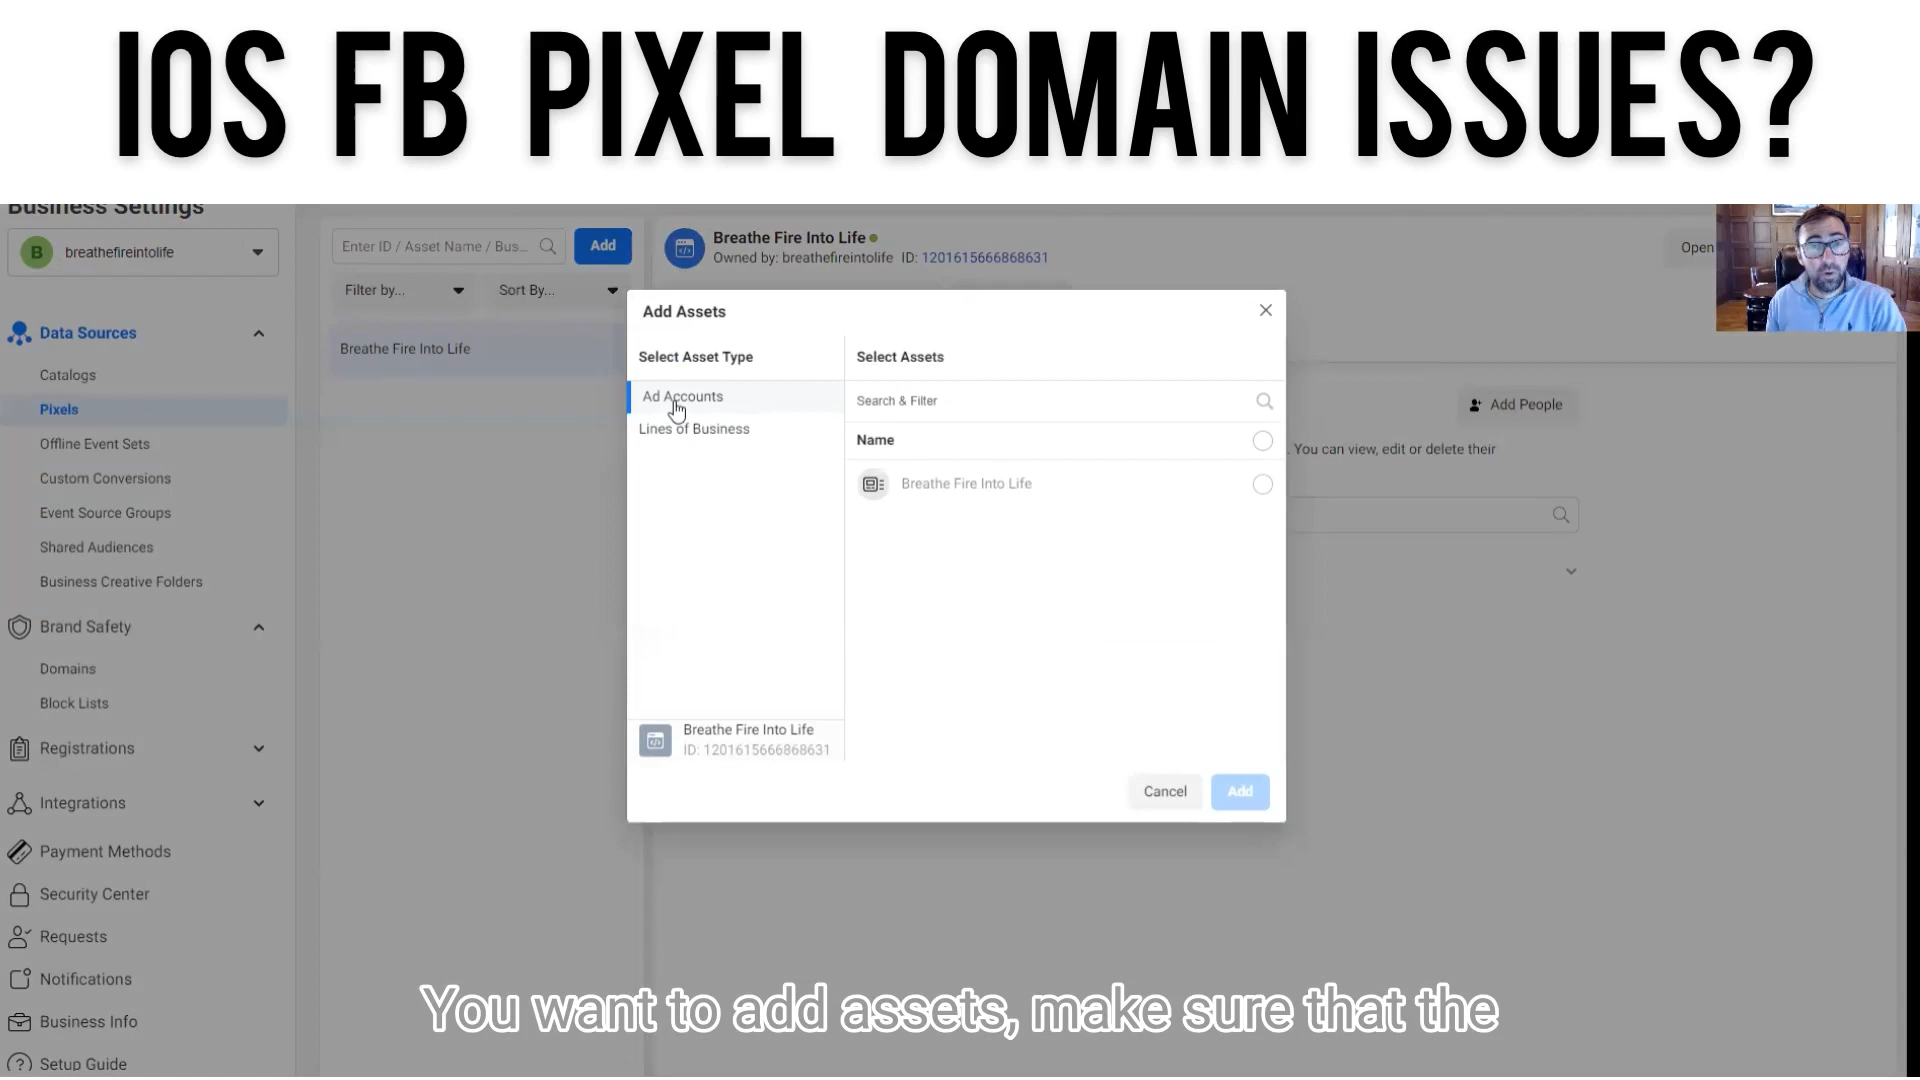 IOS FB PIXEL DOMAIN ISSUES?
Business Settings
B
breathefireintolife
Data Sources
Catalogs
Pixels
Offline Event Sets
Custom Conversions
Event Source Groups
Shared Audiences
Business Creative Folders
Brand Safety
Domains
Block Lists
Registrations
Integrations
Payment Methods
Security Center
Requests
Notifications
Business Info
Setup Guide
Enter ID / Asset Name / Bus...
Add
Filter by...
Sort By...
Breathe Fire Into Life
Breathe Fire Into Life
Owned by: breathefireintolife ID: 1201615666868631
Open
Add People
. You can view, edit or delete their
Add Assets
Select Asset Type
Ad Accounts
Lines of Business
Select Assets
Search & Filter
Name
Breathe Fire Into Life
Breathe Fire Into Life
ID: 1201615666868631
Cancel
Add
You want to add assets, make sure that the